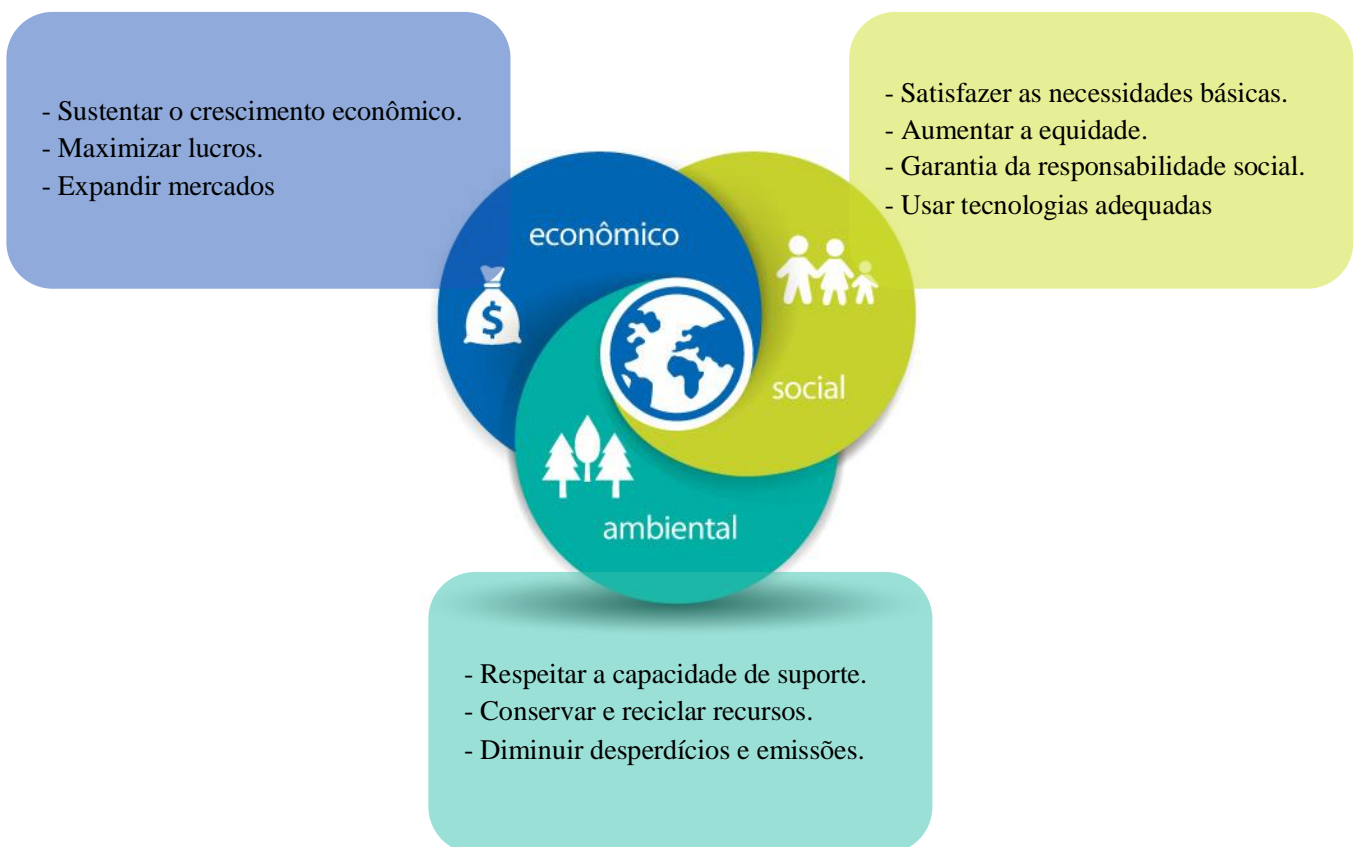 - Sustentar o crescimento econômico.
- Maximizar lucros.
- Expandir mercados
- Satisfazer as necessidades básicas.
- Aumentar a equidade.
- Garantia da responsabilidade social.
- Usar tecnologias adequadas
econômico
$
social
ambiental
- Respeitar a capacidade de suporte.
- Conservar e reciclar recursos.
- Diminuir desperdícios e emissões.